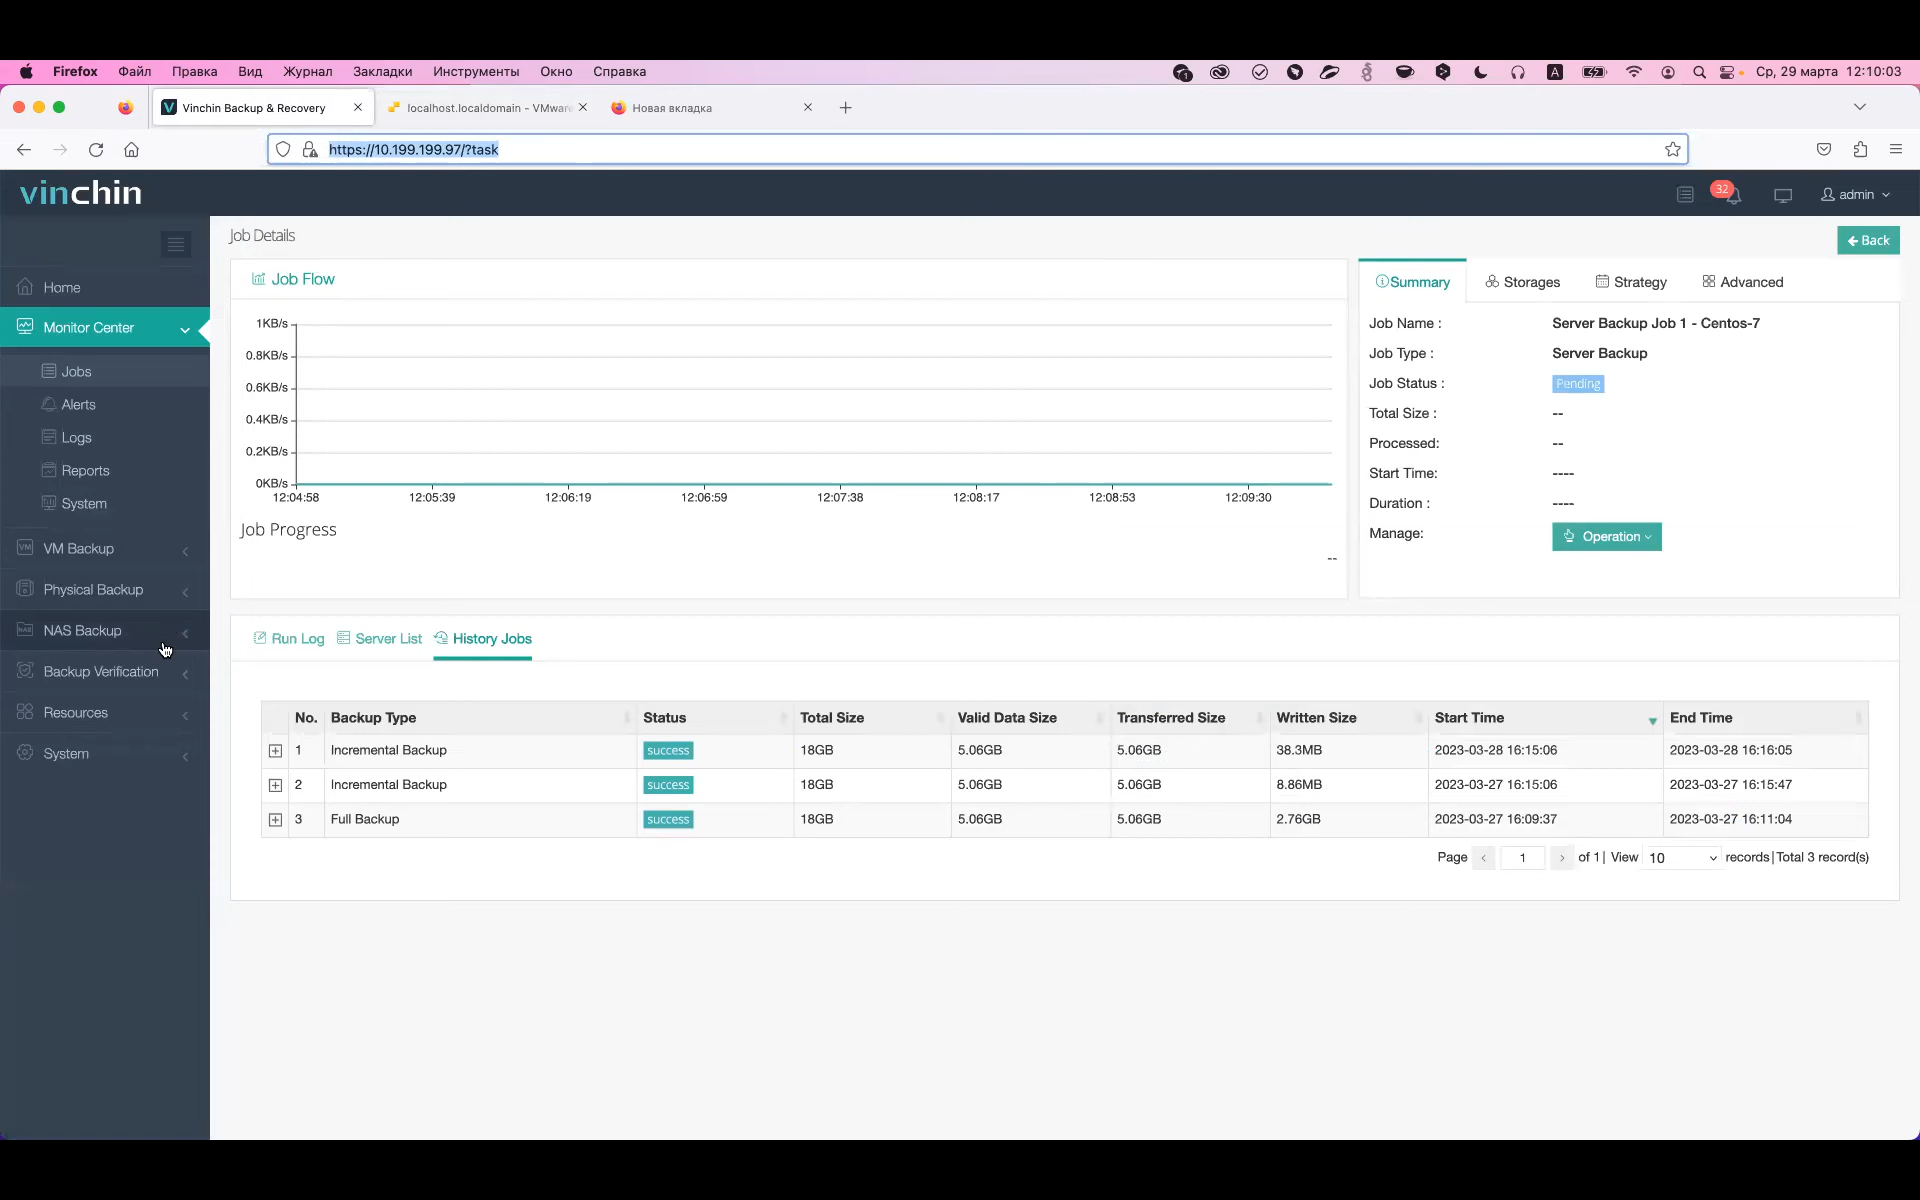 Firefox Файл Правка Вид Журнал Закладки Инструменты Окно Справка
1 A Ср, 29 марта 12:10:03
V Vinchin Backup & Recovery
localhost.localdomain - VMware
Новая вкладка
https://10.199.199.97/?task
vinchin
32
admin
Home
Monitor Center
Jobs
Alerts
Logs
Reports
System
VM Backup
Physical Backup
NAS Backup
Backup Verification
Resources
System
Job Details
Back
Job Flow
1KB/s
0.8KB/s
0.6KB/s
0.4KB/s
0.2KB/s
0KB/s
12:04:58 12:05:39 12:06:19 12:06:59 12:07:38 12:08:17 12:08:53 12:09:30
Job Progress
--
Summary Storages Strategy Advanced
Job Name : Server Backup Job 1 - Centos-7
Job Type : Server Backup
Job Status : Pending
Total Size : --
Processed: --
Start Time: ----
Duration : ----
Manage: Operation
Run Log Server List History Jobs
No. Backup Type Status Total Size Valid Data Size Transferred Size Written Size Start Time End Time
1 Incremental Backup success 18GB 5.06GB 5.06GB 38.3MB 2023-03-28 16:15:06 2023-03-28 16:16:05
2 Incremental Backup success 18GB 5.06GB 5.06GB 8.86MB 2023-03-27 16:15:06 2023-03-27 16:15:47
3 Full Backup success 18GB 5.06GB 5.06GB 2.76GB 2023-03-27 16:09:37 2023-03-27 16:11:04
Page < 1 > of 1 | View 10 records | Total 3 record(s)